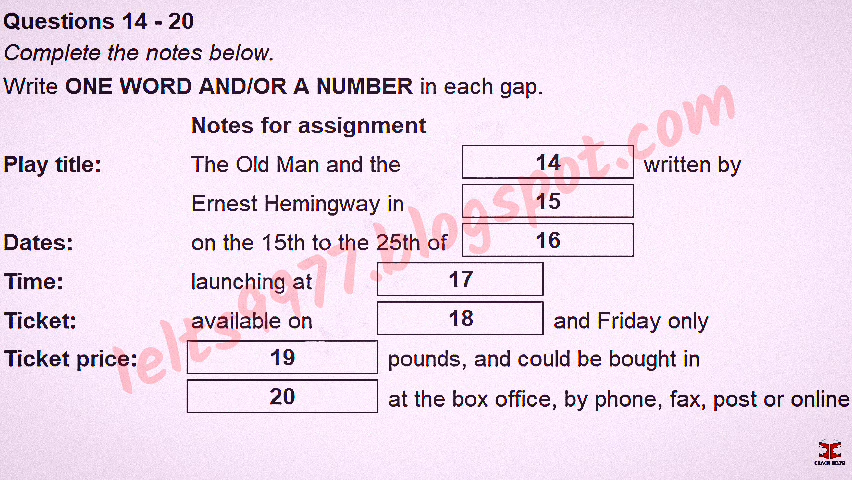 Questions 14 - 20
Complete the notes below.
Write ONE WORD AND/OR A NUMBER in each gap.
Notes for assignment
Play title: The Old Man and the 14 written by
Ernest Hemingway in 15
Dates: on the 15th to the 25th of 16
Time: launching at 17
Ticket: available on 18 and Friday only
Ticket price: 19 pounds, and could be bought in
20 at the box office, by phone, fax, post or online
ielts9977.blogspot.com